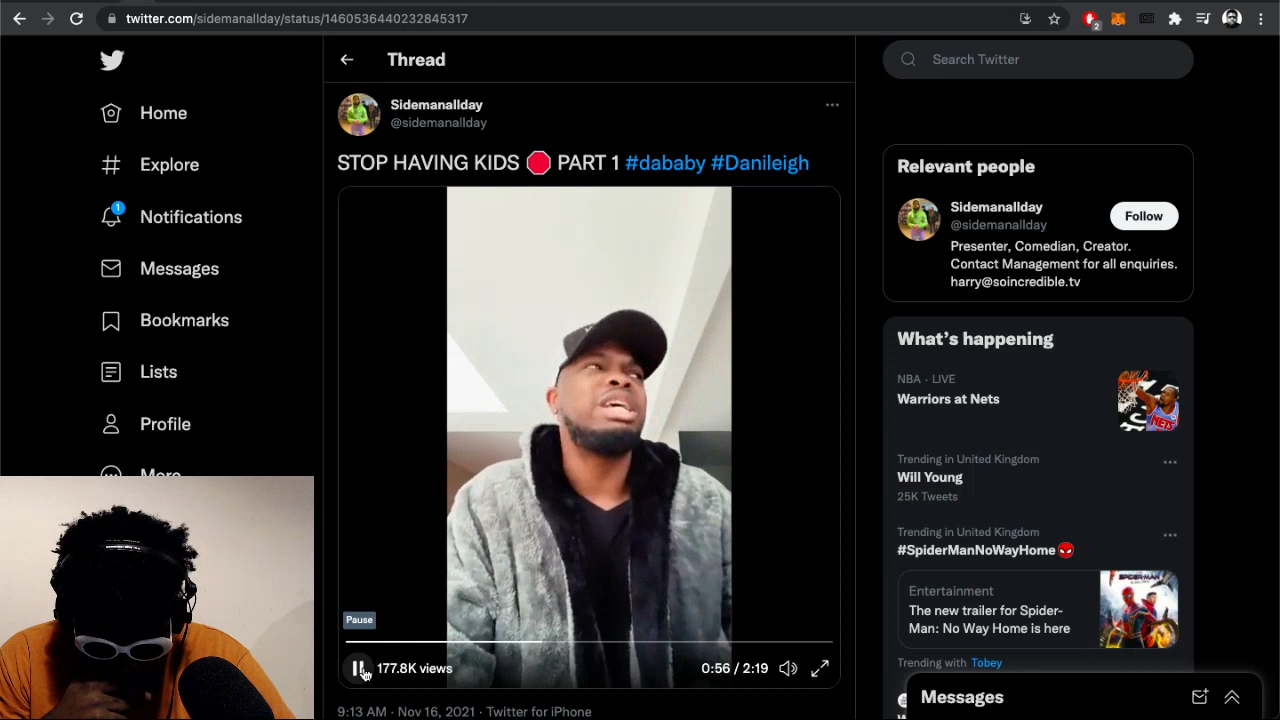 twitter.com/sidemanallday/status/1460536440232845317
2
Thread
Search Twitter
Home
Explore
1
Notifications
Messages
Bookmarks
Lists
Profile
More
Sidemanallday
@sidemanallday
STOP HAVING KIDS 🛑 PART 1 #dababy #Danileigh
Pause
177.8K views
0:56 / 2:19
9:13 AM · Nov 16, 2021 · Twitter for iPhone
Relevant people
Sidemanallday
@sidemanallday
Follow
Presenter, Comedian, Creator.
Contact Management for all enquiries.
harry@soincredible.tv
What's happening
NBA · LIVE
Warriors at Nets
Trending in United Kingdom
Will Young
25K Tweets
Trending in United Kingdom
#SpiderManNoWayHome
Entertainment
The new trailer for Spider-
Man: No Way Home is here
Trending with Tobey
Messages